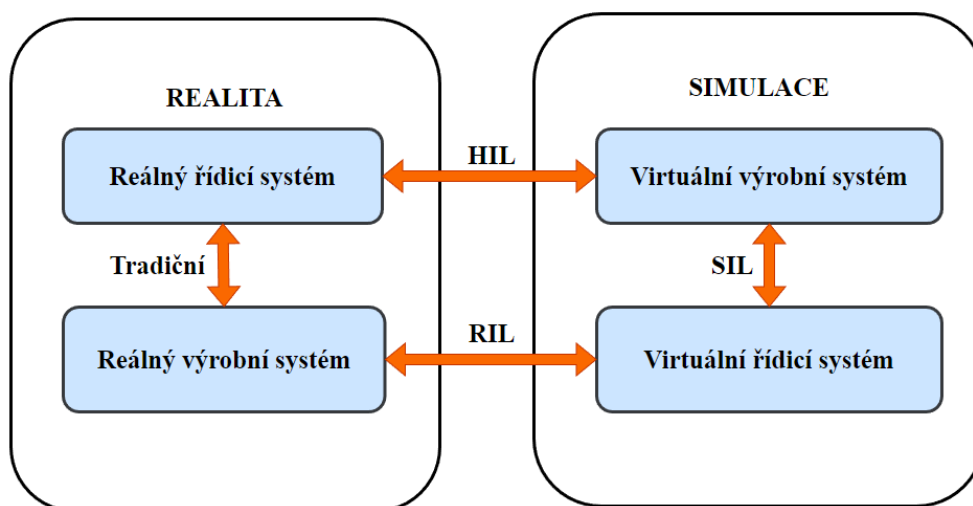 REALITA
SIMULACE
Reálný řídicí systém
HIL
Virtuální výrobní systém
Tradiční
SIL
Reálný výrobní systém
RIL
Virtuální řídicí systém